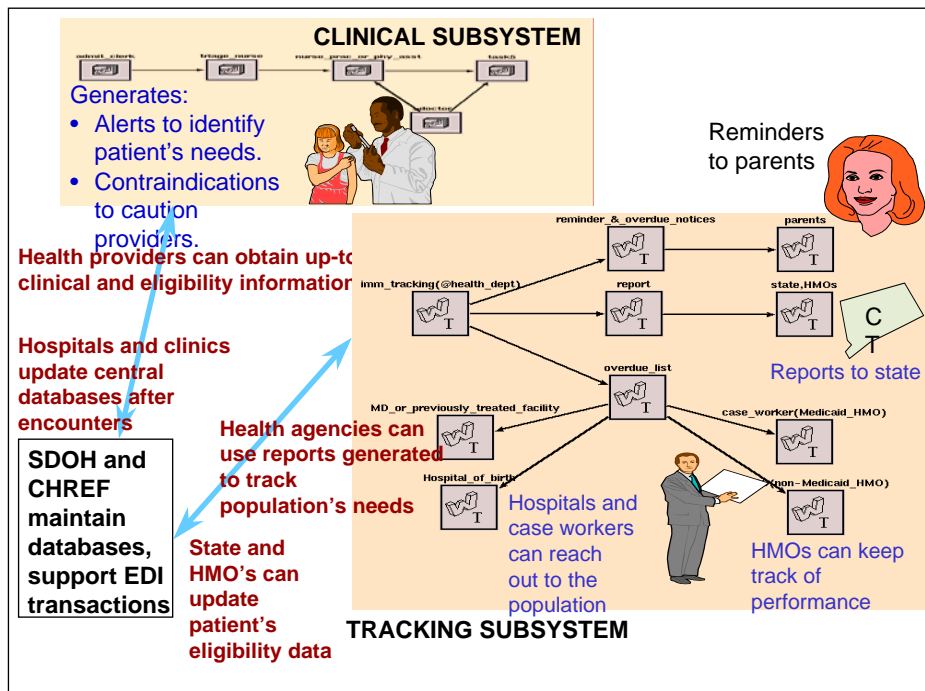 CLINICAL SUBSYSTEM
admit_clerk
triage_nurse
nurse_prac_or_phy_asst
task5
doctor
Generates:
• Alerts to identify
patient's needs.
• Contraindications
to caution
providers.
Reminders
to parents
Health providers can obtain up-to
clinical and eligibility information
reminder_&_overdue_notices
parents
T
T
imm_tracking(@health_dept)
report
state,HMOs
T
T
T
C
T
Reports to state
Hospitals and clinics
update central
databases after
encounters
overdue_list
T
MD_or_previously_treated_facility
case_worker(Medicaid_HMO)
T
T
Health agencies can
use reports generated
to track
population's needs
Hospital_of_birth
(non-Medicaid_HMO)
T
T
SDOH and
CHREF
maintain
databases,
support EDI
transactions
Hospitals and
case workers
can reach
out to the
population
HMOs can keep
track of
performance
State and
HMO's can
update
patient's
eligibility data
TRACKING SUBSYSTEM